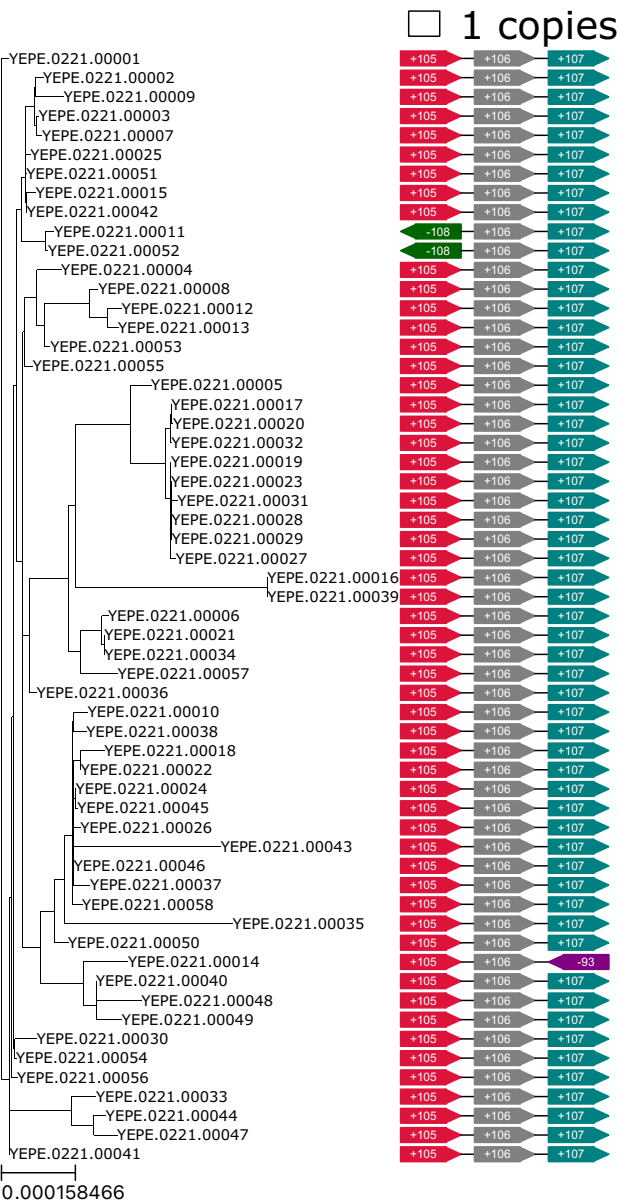 1 copies
YEPE.0221.00001 +105 +106 +107
YEPE.0221.00002 +105 +106 +107
YEPE.0221.00009 +105 +106 +107
YEPE.0221.00003 +105 +106 +107
YEPE.0221.00007 +105 +106 +107
YEPE.0221.00025 +105 +106 +107
YEPE.0221.00051 +105 +106 +107
YEPE.0221.00015 +105 +106 +107
YEPE.0221.00042 +105 +106 +107
YEPE.0221.00011 -108 +106 +107
YEPE.0221.00052 -108 +106 +107
YEPE.0221.00004 +105 +106 +107
YEPE.0221.00008 +105 +106 +107
YEPE.0221.00012 +105 +106 +107
YEPE.0221.00013 +105 +106 +107
YEPE.0221.00053 +105 +106 +107
YEPE.0221.00055 +105 +106 +107
YEPE.0221.00005 +105 +106 +107
YEPE.0221.00017 +105 +106 +107
YEPE.0221.00020 +105 +106 +107
YEPE.0221.00032 +105 +106 +107
YEPE.0221.00019 +105 +106 +107
YEPE.0221.00023 +105 +106 +107
YEPE.0221.00031 +105 +106 +107
YEPE.0221.00028 +105 +106 +107
YEPE.0221.00029 +105 +106 +107
YEPE.0221.00027 +105 +106 +107
YEPE.0221.00016 +105 +106 +107
YEPE.0221.00039 +105 +106 +107
YEPE.0221.00006 +105 +106 +107
YEPE.0221.00021 +105 +106 +107
YEPE.0221.00034 +105 +106 +107
YEPE.0221.00057 +105 +106 +107
YEPE.0221.00036 +105 +106 +107
YEPE.0221.00010 +105 +106 +107
YEPE.0221.00038 +105 +106 +107
YEPE.0221.00018 +105 +106 +107
YEPE.0221.00022 +105 +106 +107
YEPE.0221.00024 +105 +106 +107
YEPE.0221.00045 +105 +106 +107
YEPE.0221.00026 +105 +106 +107
YEPE.0221.00043 +105 +106 +107
YEPE.0221.00046 +105 +106 +107
YEPE.0221.00037 +105 +106 +107
YEPE.0221.00058 +105 +106 +107
YEPE.0221.00035 +105 +106 +107
YEPE.0221.00050 +105 +106 +107
YEPE.0221.00014 +105 +106 -93
YEPE.0221.00040 +105 +106 +107
YEPE.0221.00048 +105 +106 +107
YEPE.0221.00049 +105 +106 +107
YEPE.0221.00030 +105 +106 +107
YEPE.0221.00054 +105 +106 +107
YEPE.0221.00056 +105 +106 +107
YEPE.0221.00033 +105 +106 +107
YEPE.0221.00044 +105 +106 +107
YEPE.0221.00047 +105 +106 +107
YEPE.0221.00041 +105 +106 +107
0.000158466